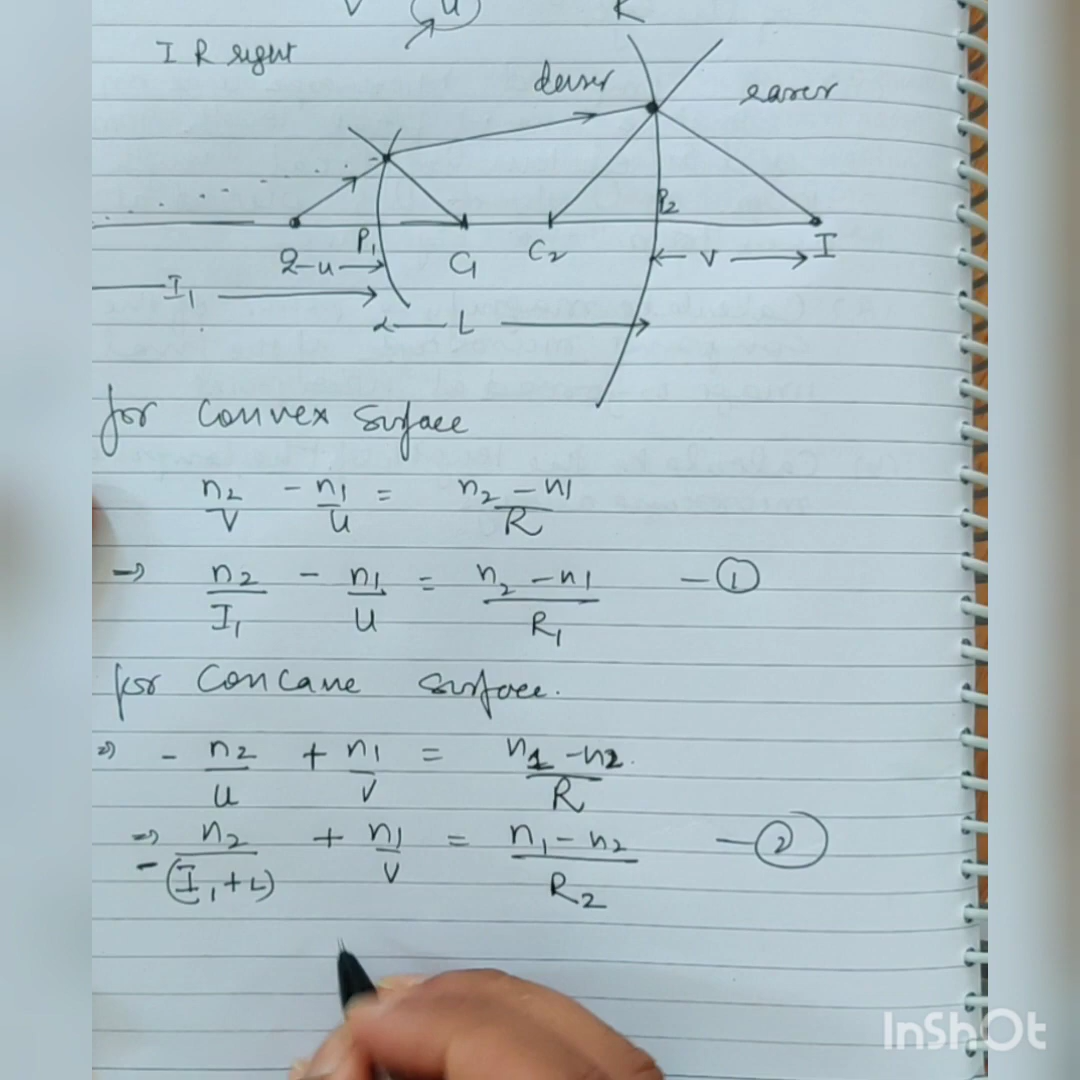 V u R
I R right
denser rarer
P₁ P₂
2-u C₁ C₂ V I
I₁
L
for Convex Surface
n₂/V - n₁/u = n₂ - n₁/R
→ n₂/I₁ - n₁/u = n₂ - n₁/R₁ - ①
for Concave Surface.
⇒ - n₂/u + n₁/V = n₁ - n₂/R
⇒ - n₂/(I₁+L) + n₁/V = n₁ - n₂/R₂ - ②
InShOt